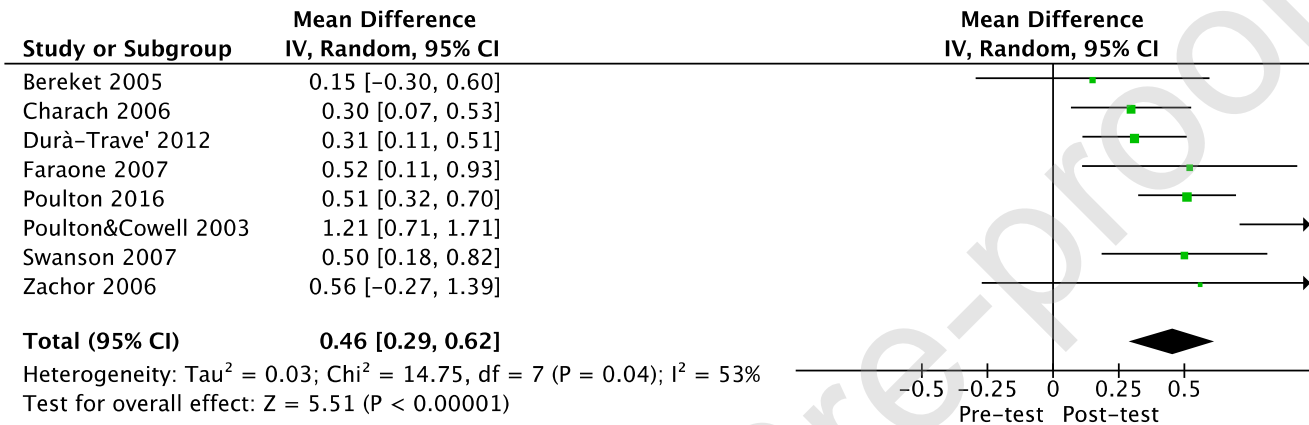 Mean Difference Mean Difference
Study or Subgroup IV, Random, 95% CI IV, Random, 95% CI
Bereket 2005 0.15 [-0.30, 0.60]
Charach 2006 0.30 [0.07, 0.53]
Durà-Trave' 2012 0.31 [0.11, 0.51]
Faraone 2007 0.52 [0.11, 0.93]
Poulton 2016 0.51 [0.32, 0.70]
Poulton&Cowell 2003 1.21 [0.71, 1.71]
Swanson 2007 0.50 [0.18, 0.82]
Zachor 2006 0.56 [-0.27, 1.39]
Total (95% CI) 0.46 [0.29, 0.62]
Heterogeneity: Tau² = 0.03; Chi² = 14.75, df = 7 (P = 0.04); I² = 53%
Test for overall effect: Z = 5.51 (P < 0.00001)
-0.5 -0.25 0 0.25 0.5
Pre-test Post-test
re-proo